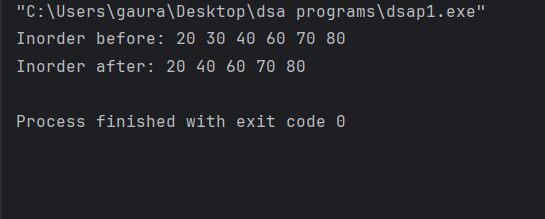 "C:\Users\gaura\Desktop\dsa programs\dsap1.exe"
Inorder before: 20 30 40 60 70 80
Inorder after: 20 40 60 70 80
Process finished with exit code 0